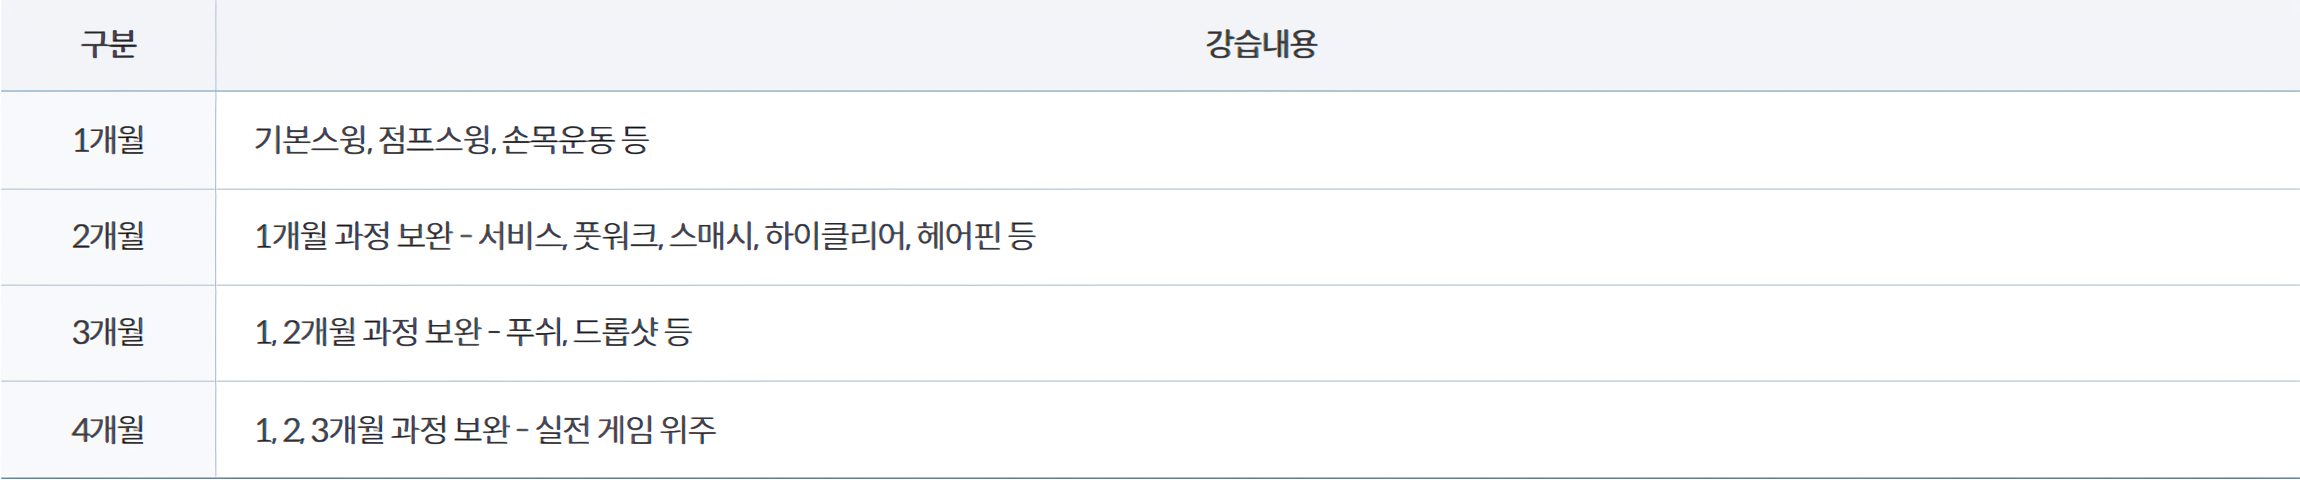 구분 강습내용
1개월 기본스윙, 점프스윙, 손목운동 등
2개월 1개월 과정 보완 - 서비스, 풋워크, 스매시, 하이클리어, 헤어핀 등
3개월 1, 2개월 과정 보완 - 푸쉬, 드롭샷 등
4개월 1, 2, 3개월 과정 보완 - 실전 게임 위주